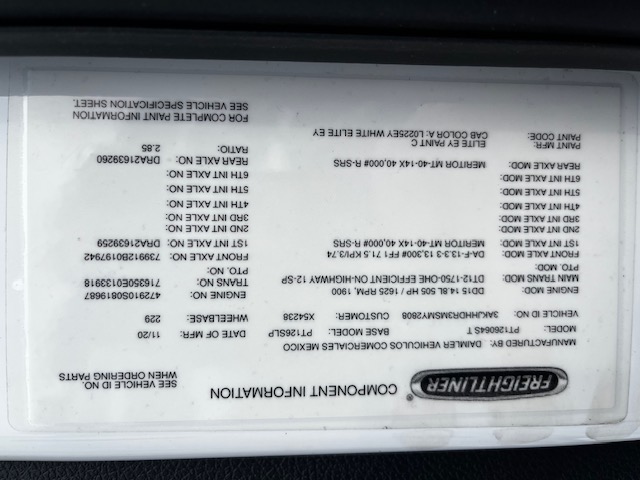 FREIGHTLINER®
COMPONENT INFORMATION
SEE VEHICLE ID NO.
WHEN ORDERING PARTS
MANUFACTURED BY: DAIMLER VEHICULOS COMERCIALES MEXICO
MODEL: PT126064S T BASE MODEL: PT126SLP DATE OF MFR: 11/20
VEHICLE ID NO: CUSTOMER: X54238 WHEELBASE: 229
ENGINE MOD: DD15 14.8L 505 HP / 1625 RPM, 1900 ENGINE NO: 472910S0619687
MAIN TRANS MOD: DT12-1750-OHE EFFICIENT ON-HIGHWAY 12-SP TRANS NO: 71635000133918
PTO. MOD: PTO. NO:
FRONT AXLE MOD: DA-F-13.3-3 13,300# FF1 71.5 KPI/3.74 FRONT AXLE NO: 739912B0197942
1ST INT AXLE MOD: MERITOR MT-40-14X 40,000# R-SRS 1ST INT AXLE NO: DRA21639259
2ND INT AXLE MOD: 2ND INT AXLE NO:
3RD INT AXLE MOD: 3RD INT AXLE NO:
4TH INT AXLE MOD: 4TH INT AXLE NO:
5TH INT AXLE MOD: 5TH INT AXLE NO:
6TH INT AXLE MOD: 6TH INT AXLE NO:
REAR AXLE MOD: MERITOR MT-40-14X 40,000# R-SRS REAR AXLE NO: DRA21639260
RATIO: 2.85
PAINT MFR: ELITE EY PAINT C
PAINT CODE: CAB COLOR A: L0225EY WHITE ELITE EY
FOR COMPLETE PAINT INFORMATION
SEE VEHICLE SPECIFICATION SHEET.